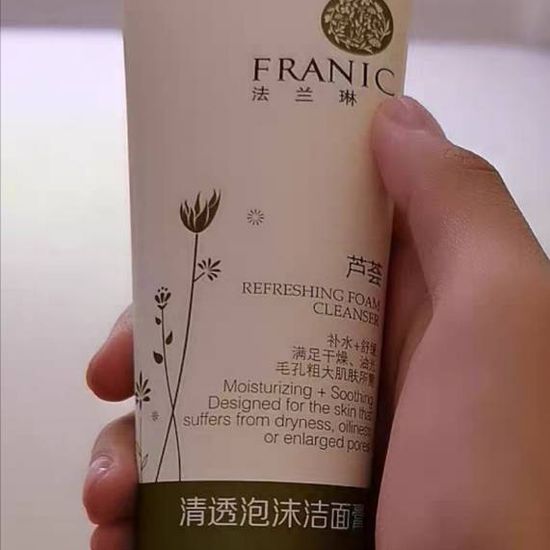 FRANIC
法兰琳
芦荟
REFRESHING FOAM
CLEANSER
补水+舒缓
满足干燥、油光
毛孔粗大肌肤所需
Moisturizing + Soothing
Designed for the skin that
suffers from dryness, oiliness
or enlarged pores
清透泡沫洁面膏